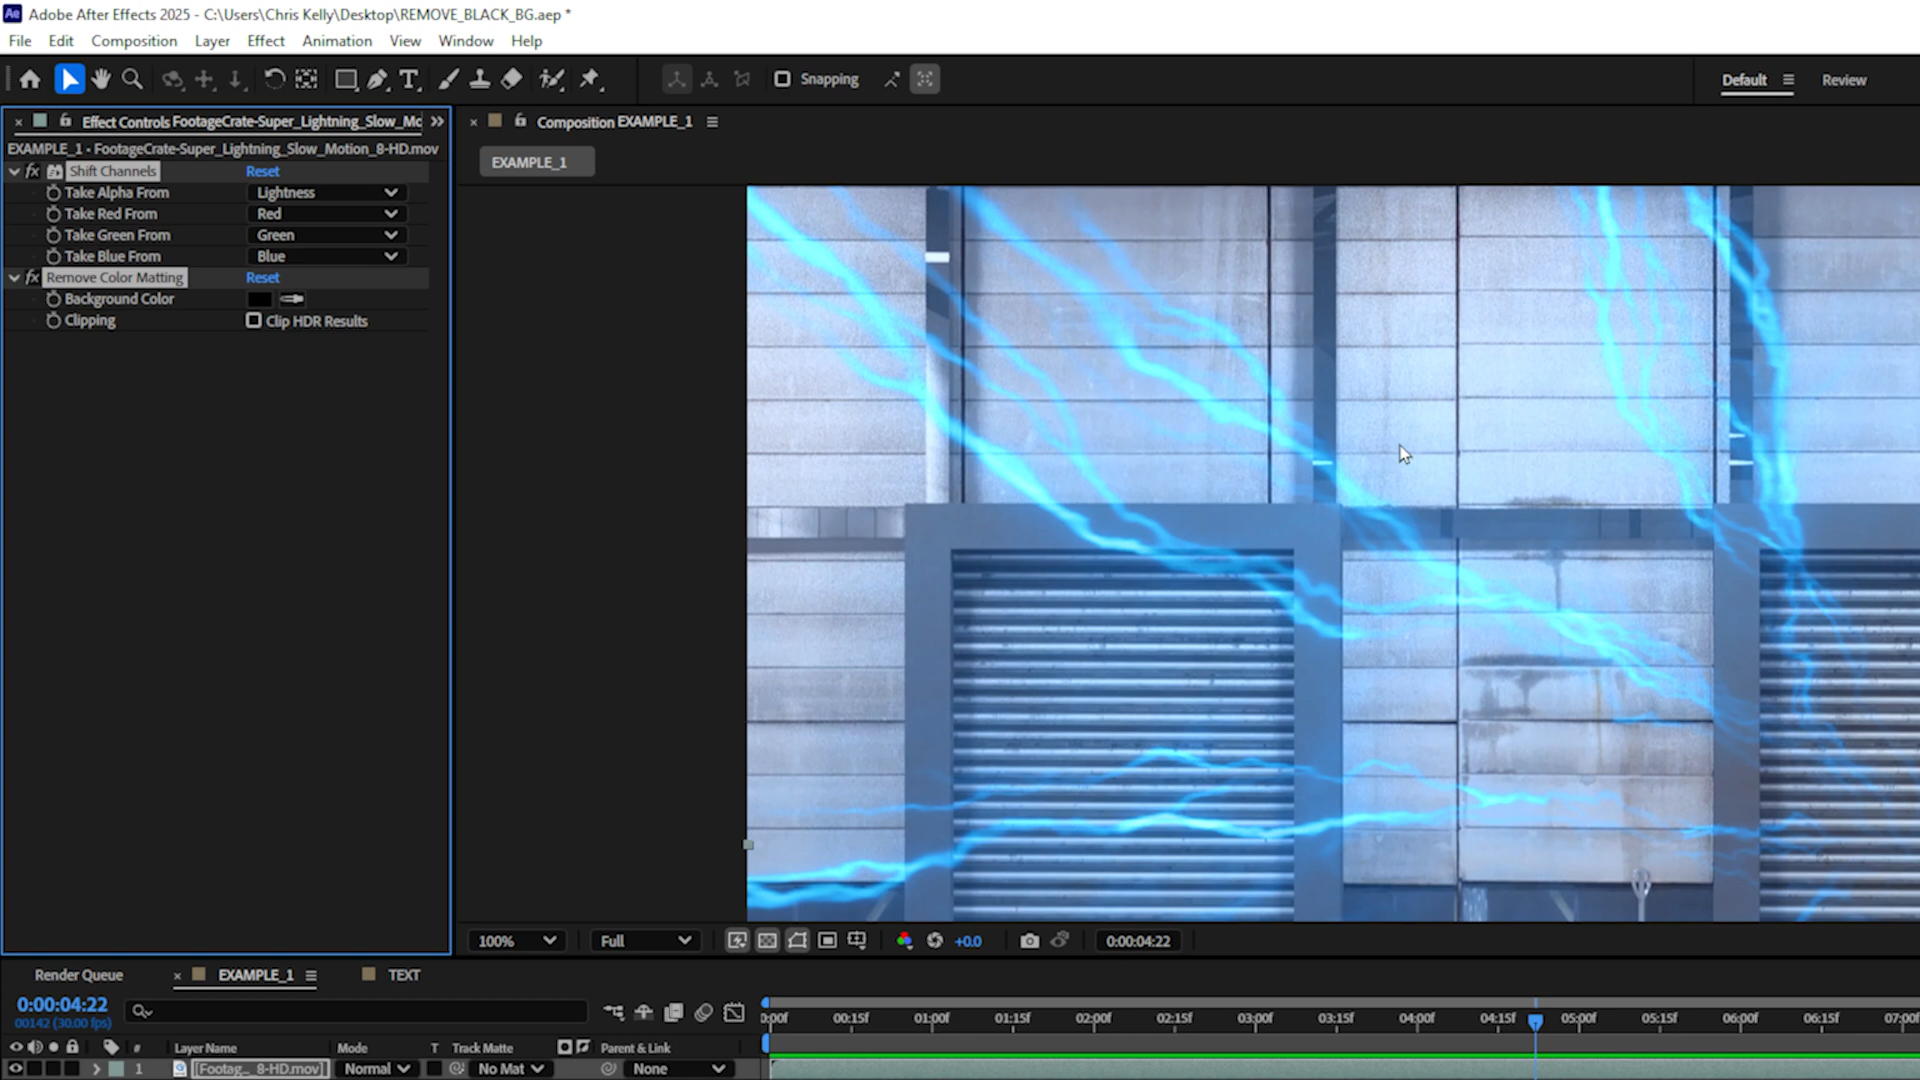 Ae Adobe After Effects 2025 - C:\Users\Chris Kelly\Desktop\REMOVE_BLACK_BG.aep *
File Edit Composition Layer Effect Animation View Window Help
Snapping Default Review
Effect Controls FootageCrate-Super_Lightning_Slow_Mc
Composition EXAMPLE_1
EXAMPLE_1 • FootageCrate-Super_Lightning_Slow_Motion_8-HD.mov
EXAMPLE_1
fx Shift Channels Reset
Take Alpha From Lightness
Take Red From Red
Take Green From Green
Take Blue From Blue
fx Remove Color Matting Reset
Background Color
Clipping Clip HDR Results
100% Full +0.0 0:00:04:22
Render Queue EXAMPLE_1 TEXT
0:00:04:22
00142 (30.00 fps)
:00f 00:15f 01:00f 01:15f 02:00f 02:15f 03:00f 03:15f 04:00f 04:15f 05:00f 05:15f 06:00f 06:15f 07:00f
# Layer Name Mode T Track Matte Parent & Link
1 [Footag_ 8-HD.mov] Normal No Mat None